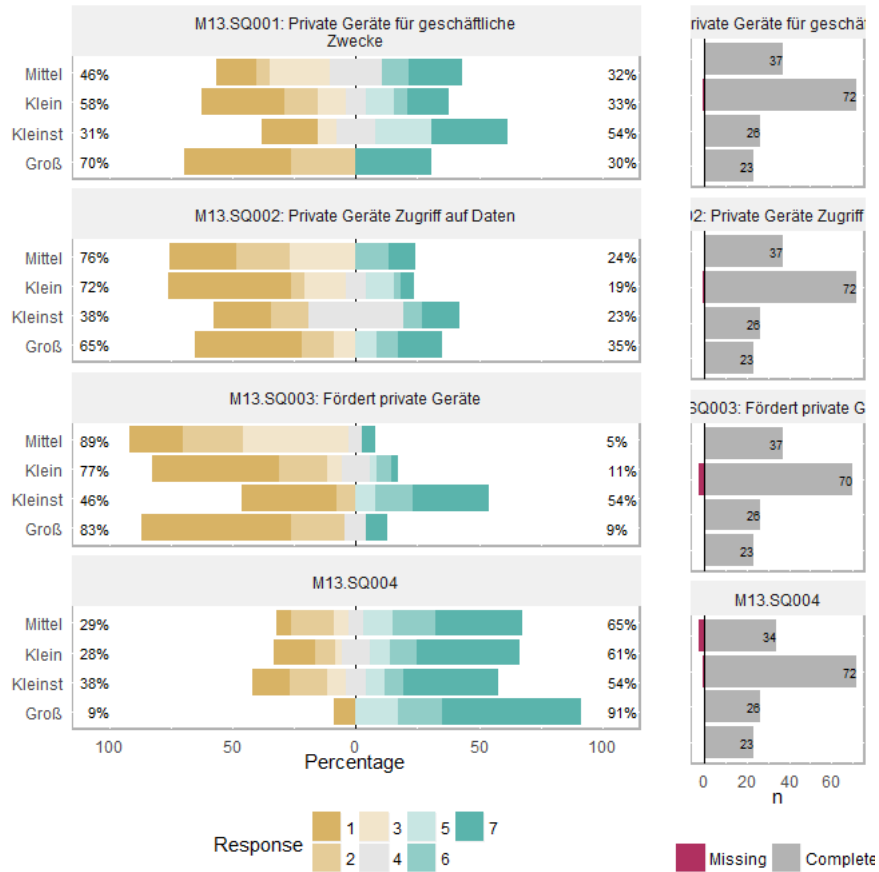 M13.SQ001: Private Geräte für geschäftliche
Zwecke
Mittel 46% 32%
Klein 58% 33%
Kleinst 31% 54%
Groß 70% 30%
M13.SQ002: Private Geräte Zugriff auf Daten
Mittel 76% 24%
Klein 72% 19%
Kleinst 38% 23%
Groß 65% 35%
M13.SQ003: Fördert private Geräte
Mittel 89% 5%
Klein 77% 11%
Kleinst 46% 54%
Groß 83% 9%
M13.SQ004
Mittel 29% 65%
Klein 28% 61%
Kleinst 38% 54%
Groß 9% 91%
100 50 0 50 100
Percentage
Response 1 3 5 7
2 4 6
rivate Geräte für geschä
37
72
26
23
02: Private Geräte Zugriff
37
72
26
23
SQ003: Fördert private G
37
70
26
23
M13.SQ004
34
72
26
23
0 20 40 60
n
Missing Complete